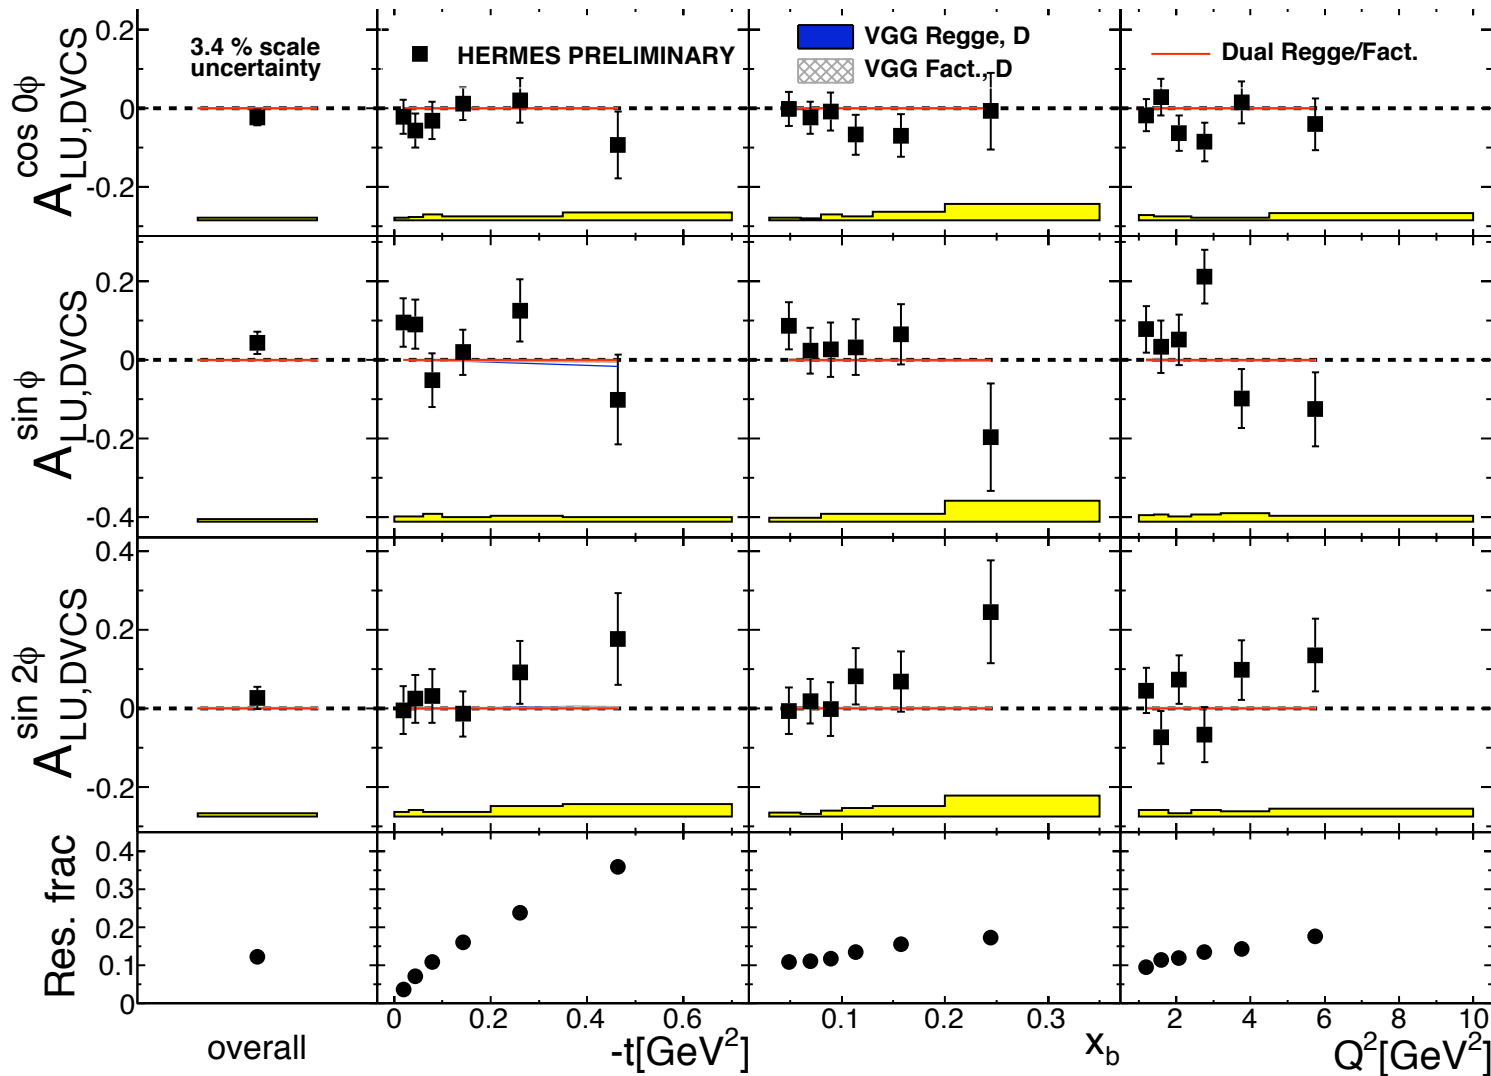 3.4 % scale
uncertainty
HERMES PRELIMINARY
VGG Regge, D
VGG Fact., D
Dual Regge/Fact.
A cos 0ϕ LU,DVCS
0.2
0
-0.2
A sin ϕ LU,DVCS
0.2
0
-0.2
-0.4
A sin 2ϕ LU,DVCS
0.4
0.2
0
-0.2
Res. frac
0.4
0.3
0.2
0.1
0
0 0.2 0.4 0.6
0.1 0.2 0.3
2 4 6 8 10
overall
-t[GeV²]
x_b
Q²[GeV²]